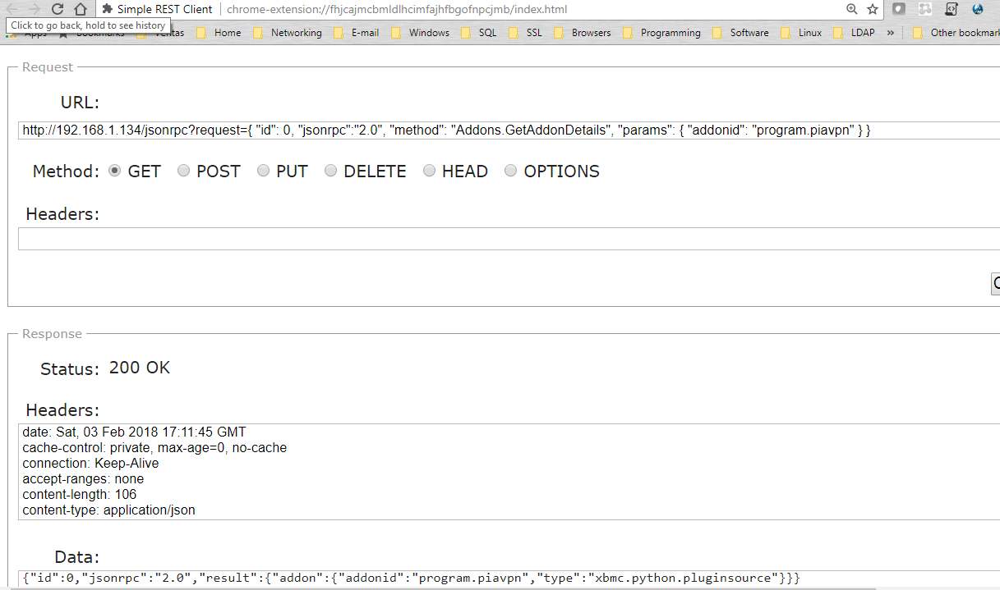 Simple REST Client
chrome-extension://fhjcajmcbmldlhcimfajhfbgofnpcjmb/index.html
Click to go back, hold to see history
Home Networking E-mail Windows SQL SSL Browsers Programming Software Linux LDAP » Other bookmark
Request
URL:
http://192.168.1.134/jsonrpc?request={ "id": 0, "jsonrpc":"2.0", "method": "Addons.GetAddonDetails", "params": { "addonid": "program.piavpn" } }
Method: GET POST PUT DELETE HEAD OPTIONS
Headers:
Response
Status: 200 OK
Headers:
date: Sat, 03 Feb 2018 17:11:45 GMT
cache-control: private, max-age=0, no-cache
connection: Keep-Alive
accept-ranges: none
content-length: 106
content-type: application/json
Data:
{"id":0,"jsonrpc":"2.0","result":{"addon":{"addonid":"program.piavpn","type":"xbmc.python.pluginsource"}}}